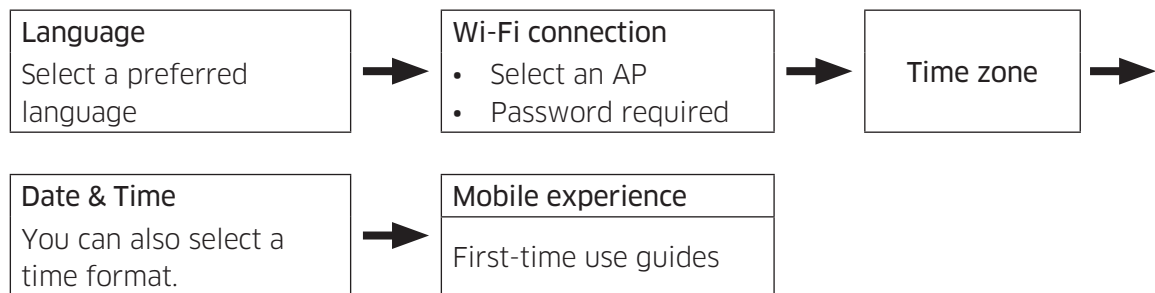 Language
Select a preferred
language
Wi-Fi connection
• Select an AP
• Password required
Time zone
Date & Time
You can also select a
time format.
Mobile experience
First-time use guides